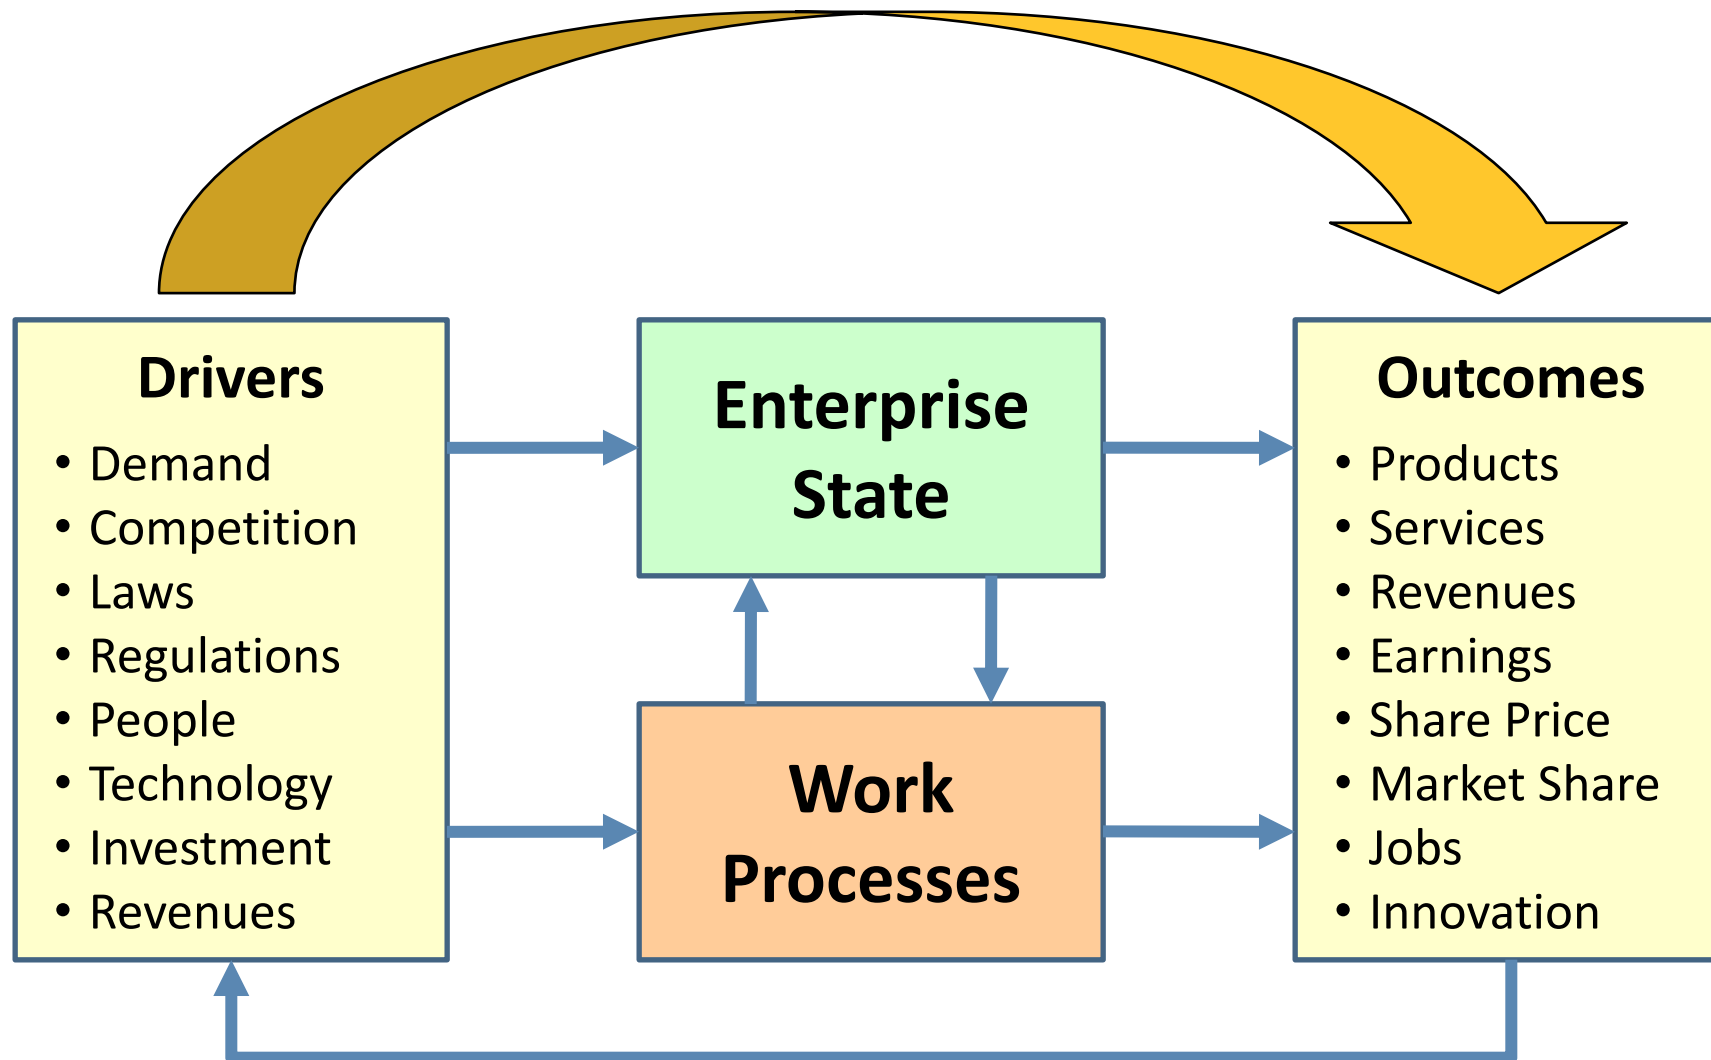 Drivers
• Demand
• Competition
• Laws
• Regulations
• People
• Technology
• Investment
• Revenues
Enterprise
State
Work
Processes
Outcomes
• Products
• Services
• Revenues
• Earnings
• Share Price
• Market Share
• Jobs
• Innovation